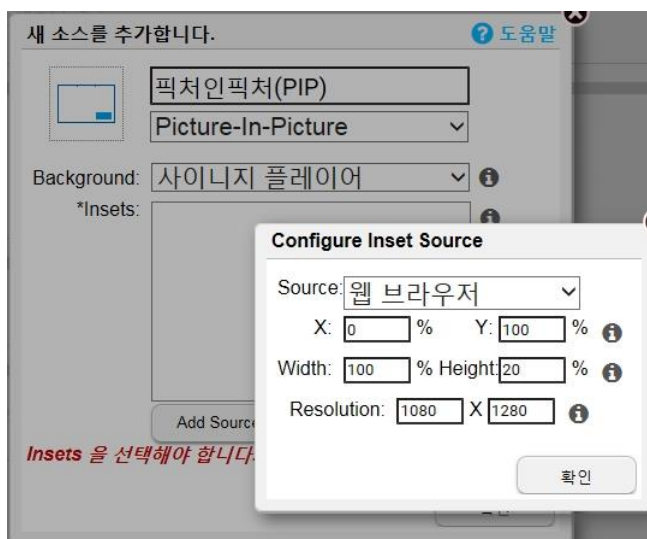 새 소스를 추가합니다.
도움말
픽처인픽처(PIP)
Picture-In-Picture
Background: 사이니지 플레이어
*Insets:
Configure Inset Source
Source: 웹 브라우저
X: 0 % Y: 100 %
Width: 100 % Height: 20 %
Resolution: 1080 X 1280
Add Source
Insets 을 선택해야 합니다.
확인